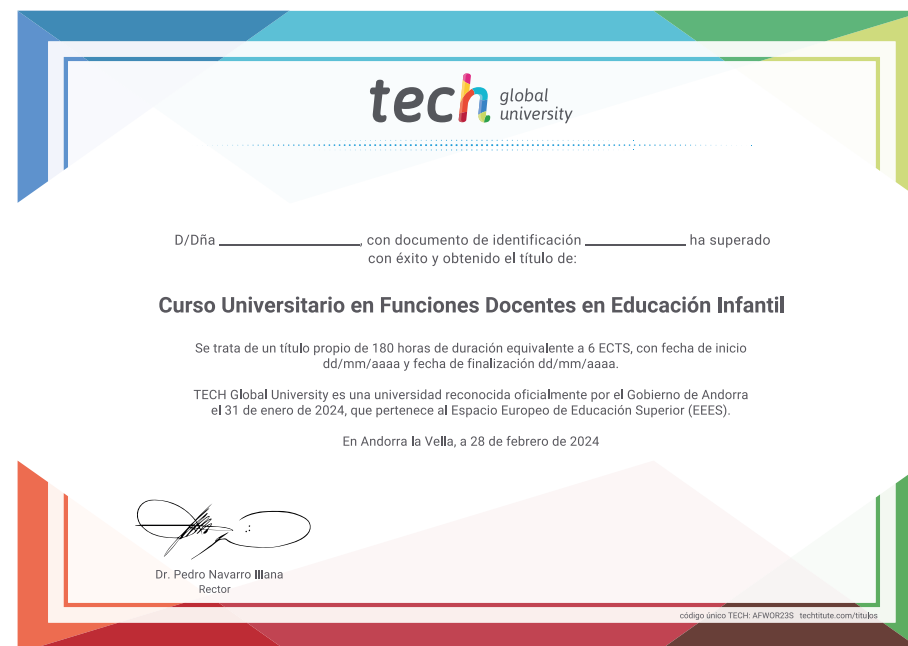 tech global
university
D/Dña ____________________, con documento de identificación ______________ ha superado
con éxito y obtenido el título de:
Curso Universitario en Funciones Docentes en Educación Infantil
Se trata de un título propio de 180 horas de duración equivalente a 6 ECTS, con fecha de inicio
dd/mm/aaaa y fecha de finalización dd/mm/aaaa.
TECH Global University es una universidad reconocida oficialmente por el Gobierno de Andorra
el 31 de enero de 2024, que pertenece al Espacio Europeo de Educación Superior (EEES).
En Andorra la Vella, a 28 de febrero de 2024
Dr. Pedro Navarro Illana
Rector
código único TECH: AFWOR23S techtitute.com/titulos